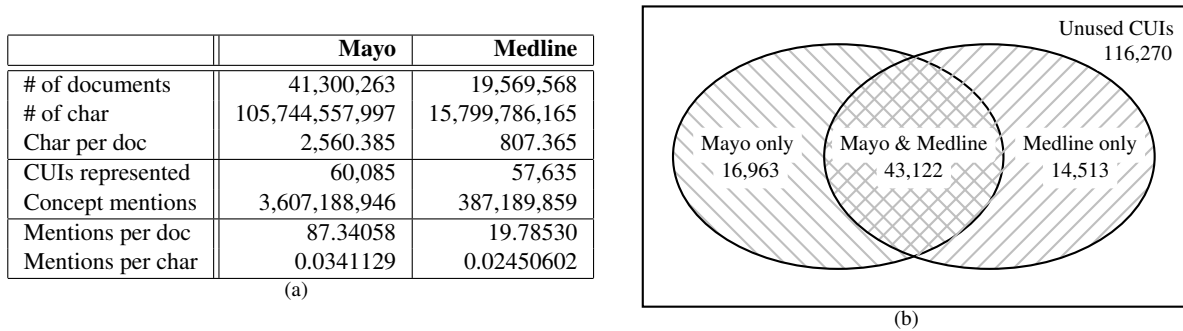 Mayo Medline
# of documents 41,300,263 19,569,568
# of char 105,744,557,997 15,799,786,165
Char per doc 2,560.385 807.365
CUIs represented 60,085 57,635
Concept mentions 3,607,188,946 387,189,859
Mentions per doc 87.34058 19.78530
Mentions per char 0.0341129 0.02450602
(a)
Unused CUIs
116,270
Mayo only
16,963
Mayo & Medline
43,122
Medline only
14,513
(b)